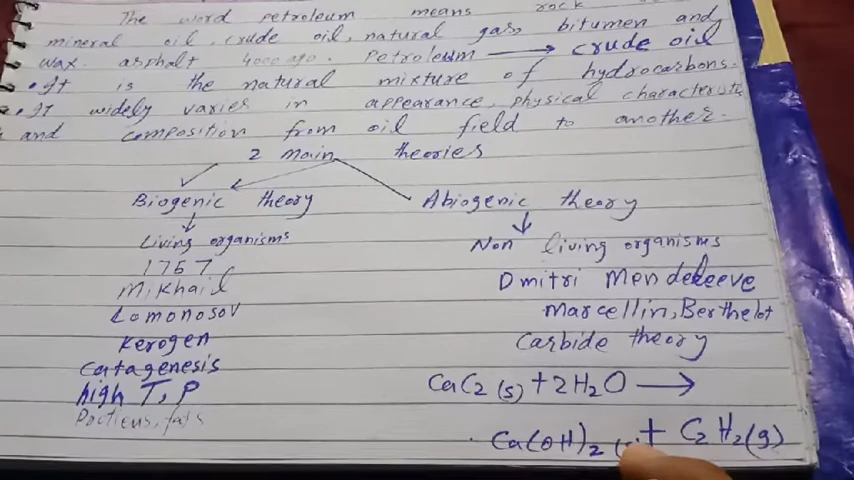 The word petroleum means rock
mineral oil, crude oil, natural gas, bitumen and
wax. asphalt 4000 ago. Petroleum → crude oil
• It is the natural mixture of hydrocarbons.
• It widely varies in appearance, physical characteristic
and composition from oil field to another.
2 main theories
Biogenic theory
Living organisms
1757
Mikhail
Lomonosov
Kerogen
Catagenesis
high T, P
Abiogenic theory
Non living organisms
Dmitri Mendeleeve
Marcellin, Berthelot
Carbide theory
CaC2 (s) + 2H2O →
Ca(OH)2 + C2H2(g)